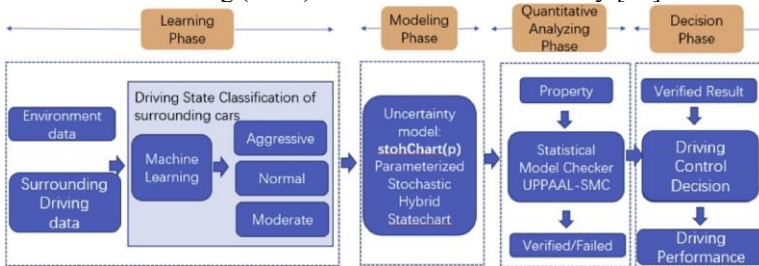 Learning
Phase
Modeling
Phase
Quantitative
Analyzing
Phase
Decision
Phase
Environment
data
Surrounding
Driving
data
Driving State Classification of
surrounding cars
Machine
Learning
Aggressive
Normal
Moderate
Uncertainty
model:
stohChart(p)
Parameterized
Stochastic
Hybrid
Statechart
Property
Statistical
Model Checker
UPPAAL-SMC
Verified/Failed
Verified Result
Driving
Control
Decision
Driving
Performance